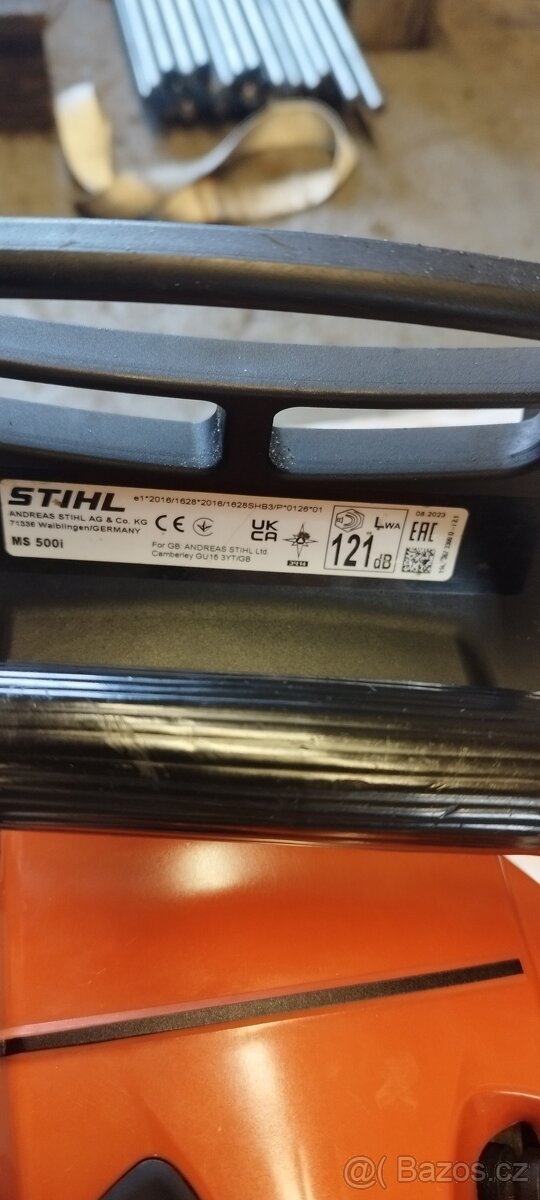 STIHL
e1*2016/1628*2016/1628SHB3/P*0126*01
ANDREAS STIHL AG & Co. KG
71336 Waiblingen/GERMANY
MS 500i
CE
UK
CA
For GB: ANDREAS STIHL Ltd.
Camberley GU15 3YT/GB
LWA
121 dB
08.2023
EAC
@ Bazos.cz